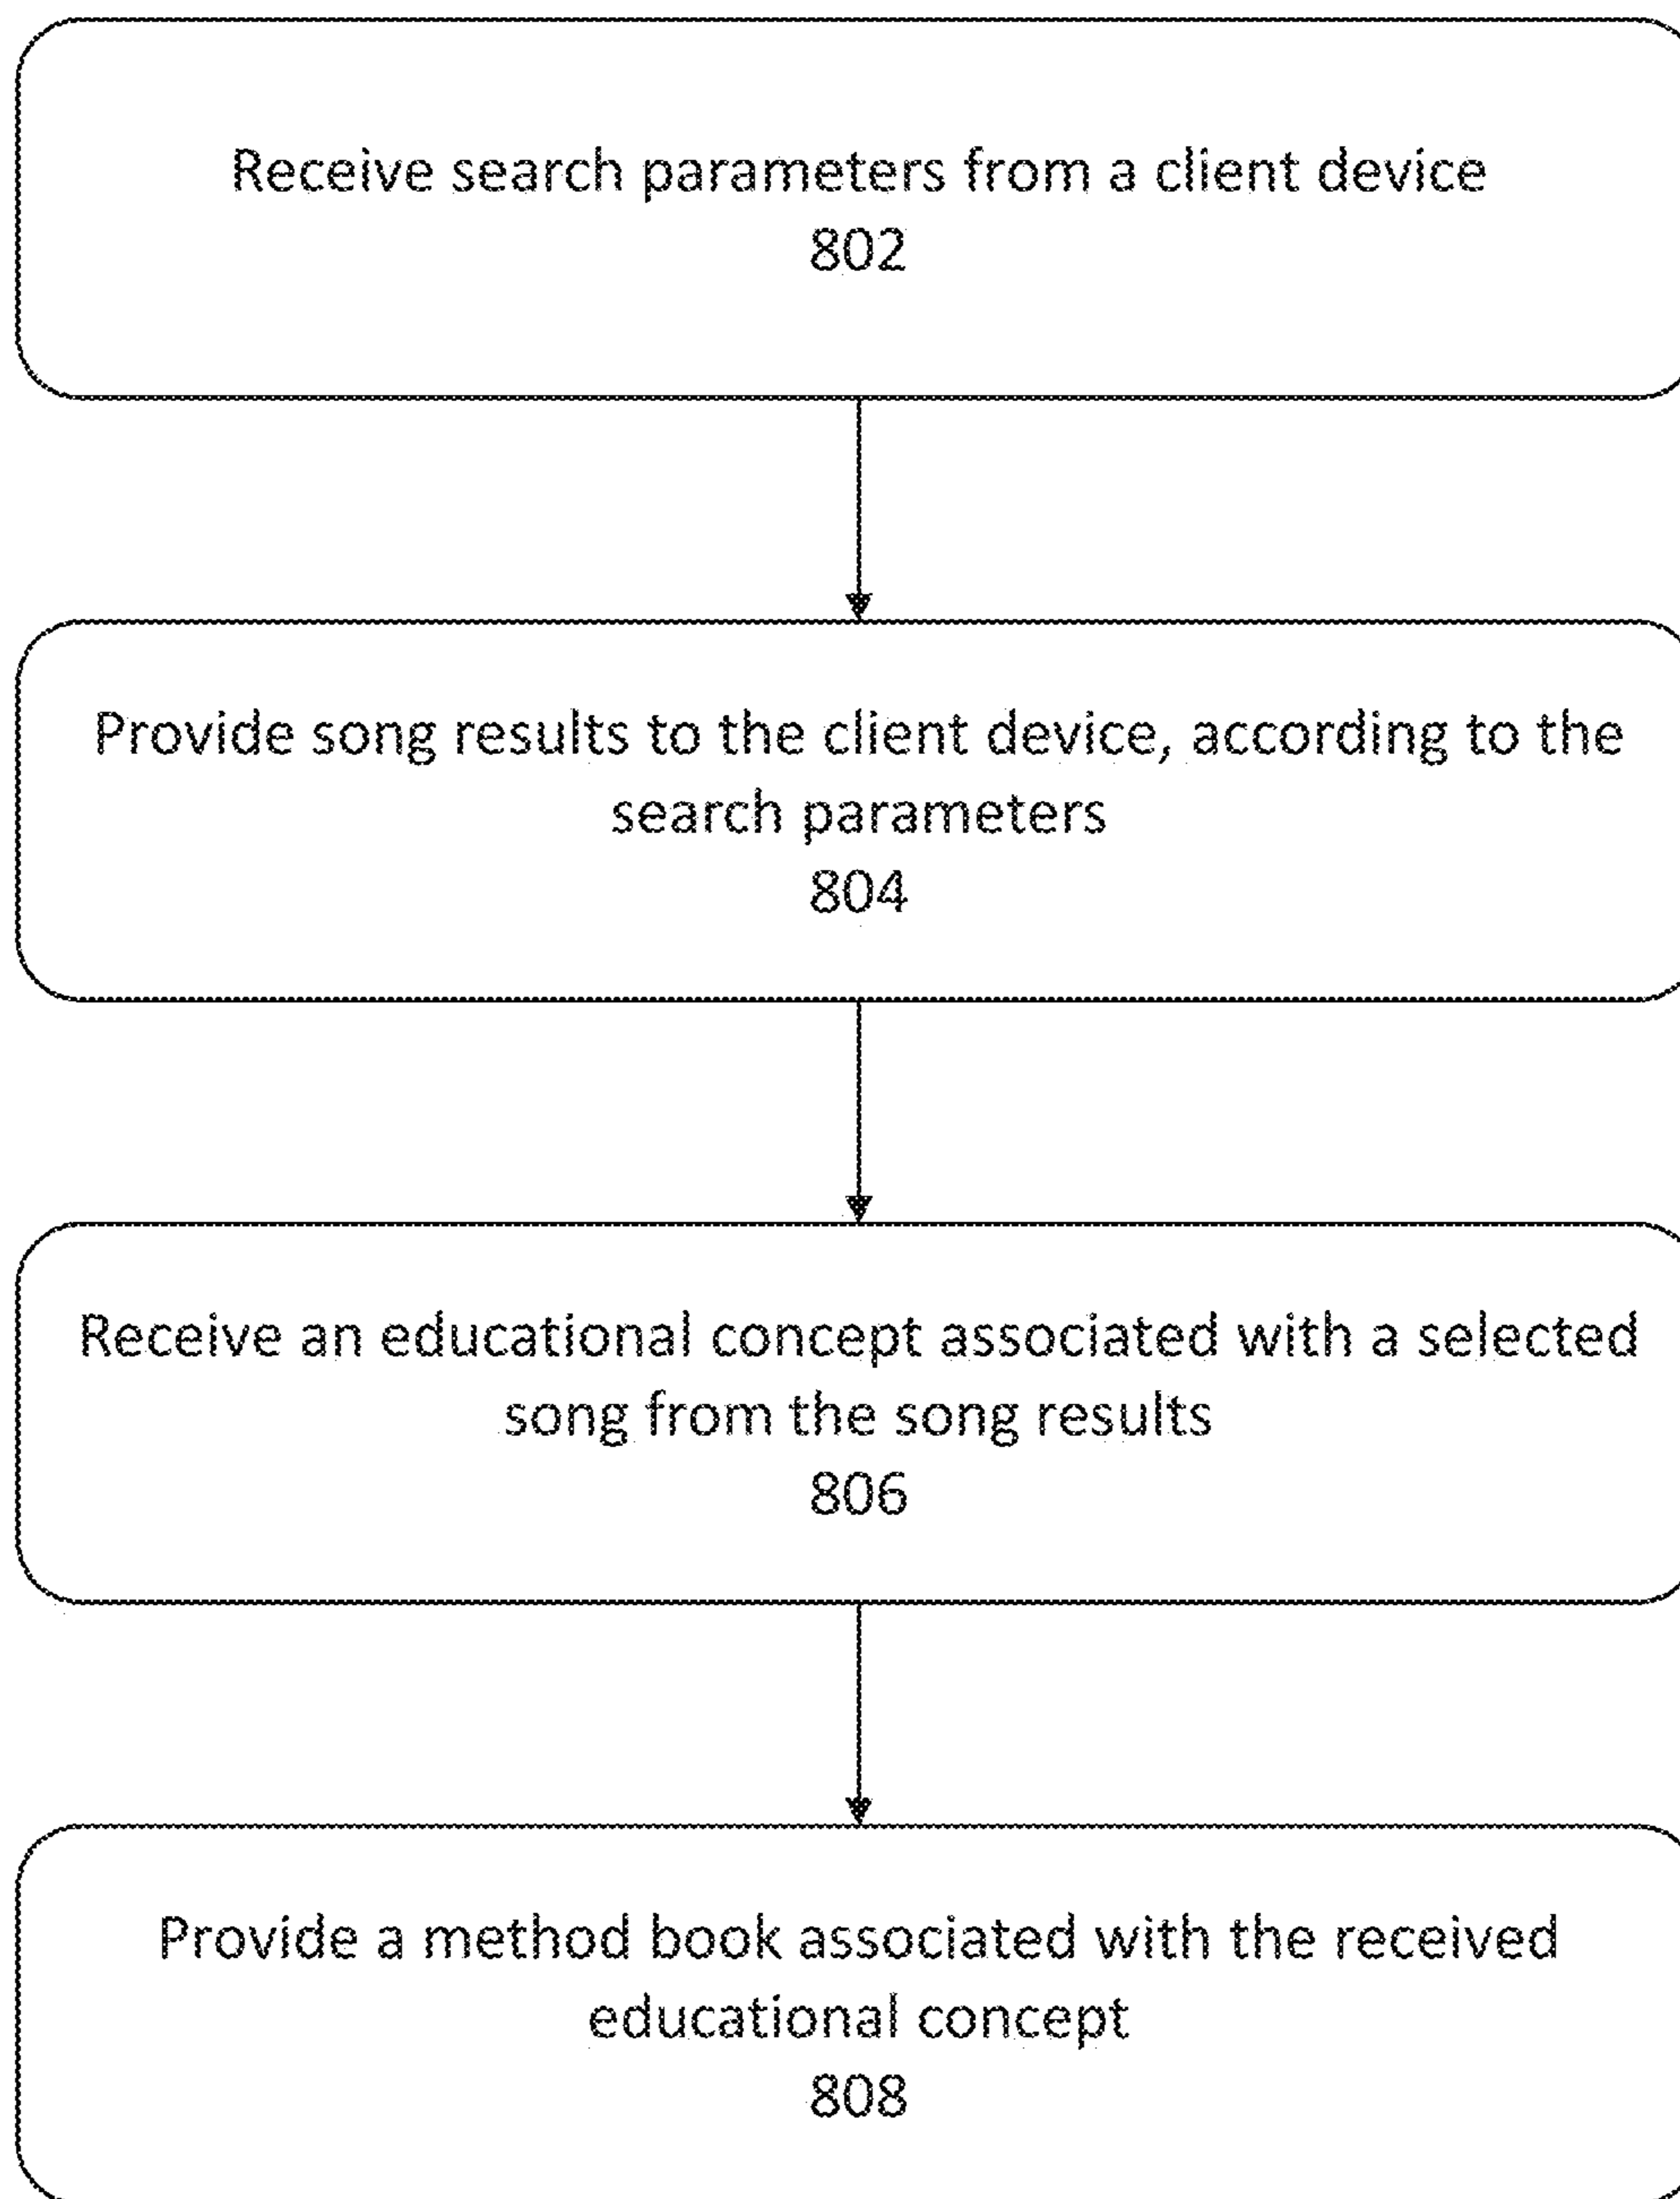 Receive search parameters from a client device
802
Provide song results to the client device, according to the
search parameters
804
Receive an educational concept associated with a selected
song from the song results
806
Provide a method book associated with the received
educational concept
808